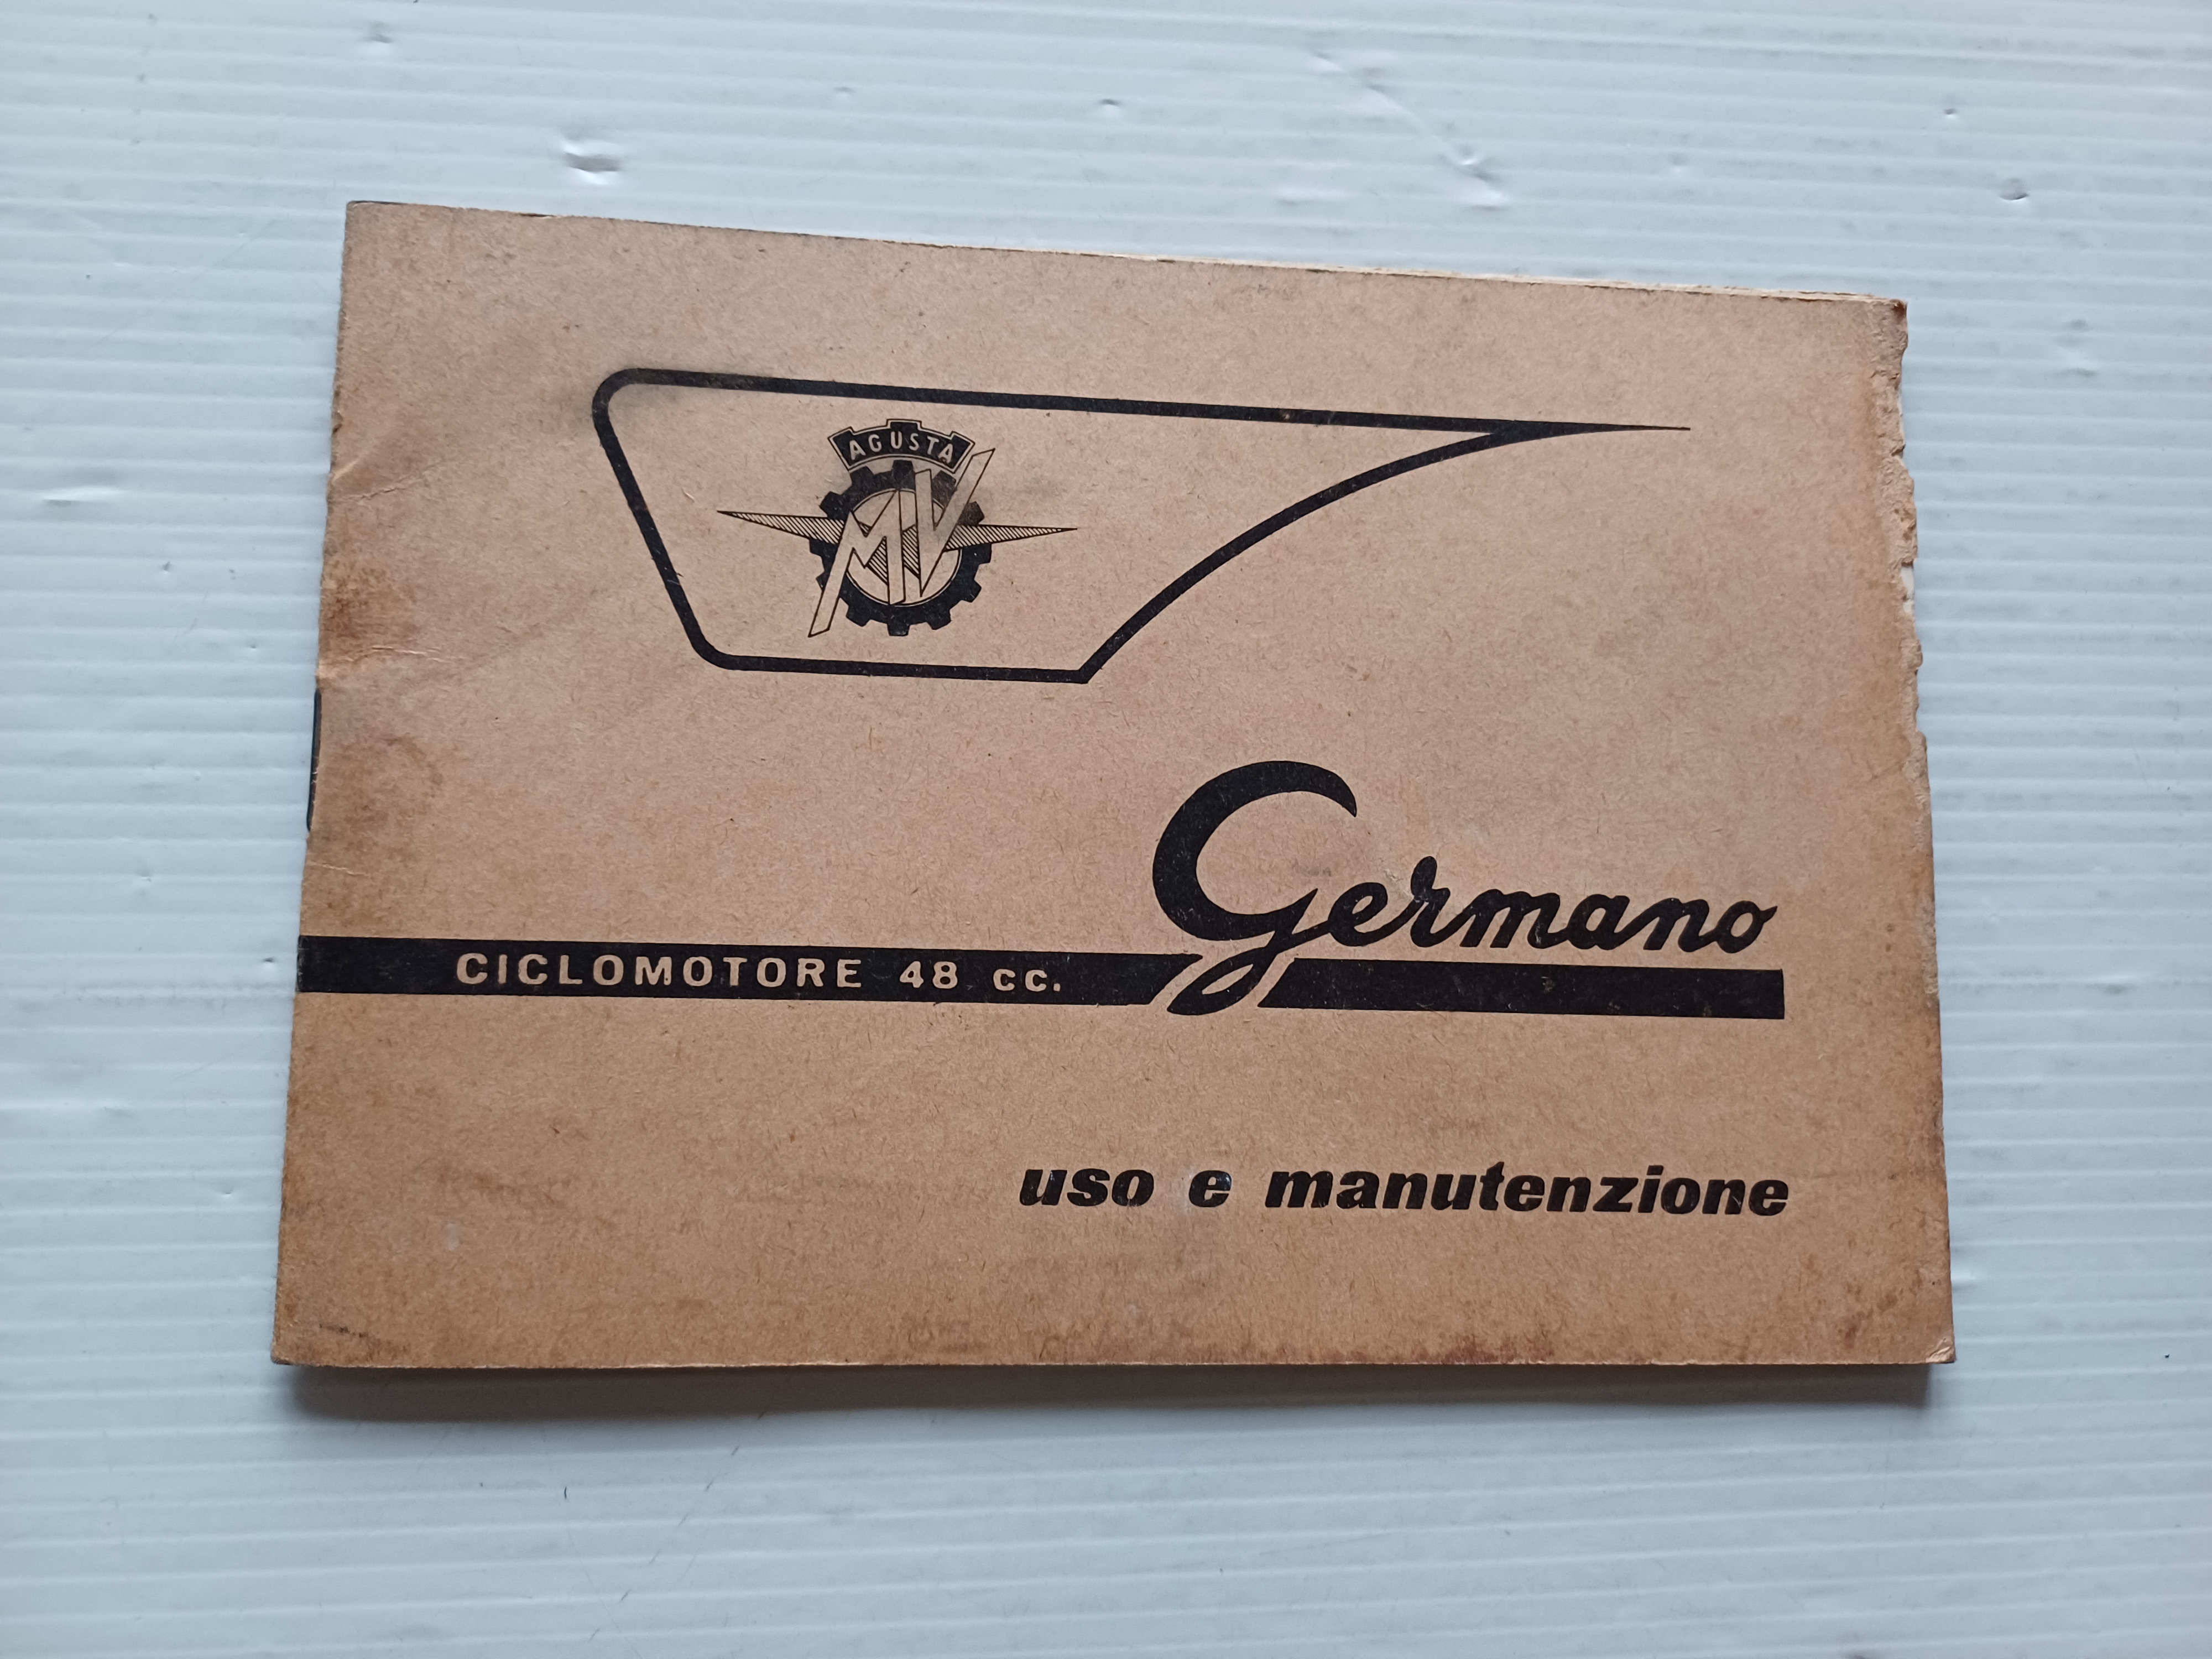 AGUSTA
MV
Germano
CICLOMOTORE 48 cc.
uso e manutenzione